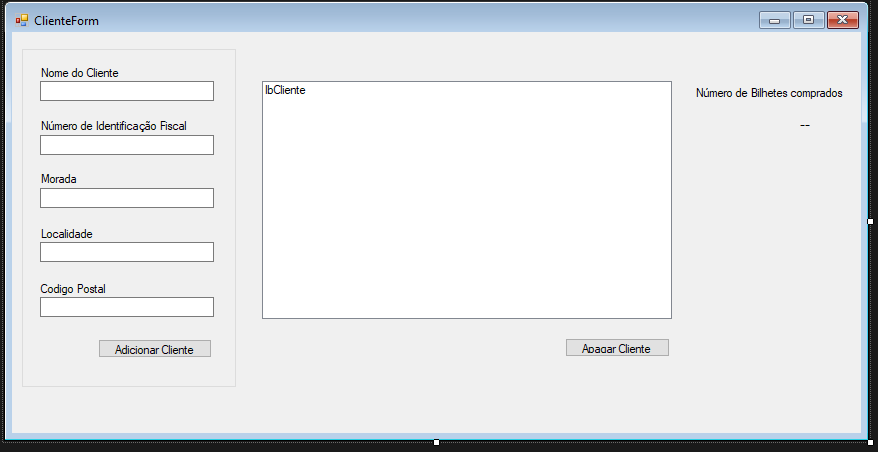 ClienteForm
Nome do Cliente
Número de Identificação Fiscal
Morada
Localidade
Codigo Postal
Adicionar Cliente
lbCliente
Apagar Cliente
Número de Bilhetes comprados
--